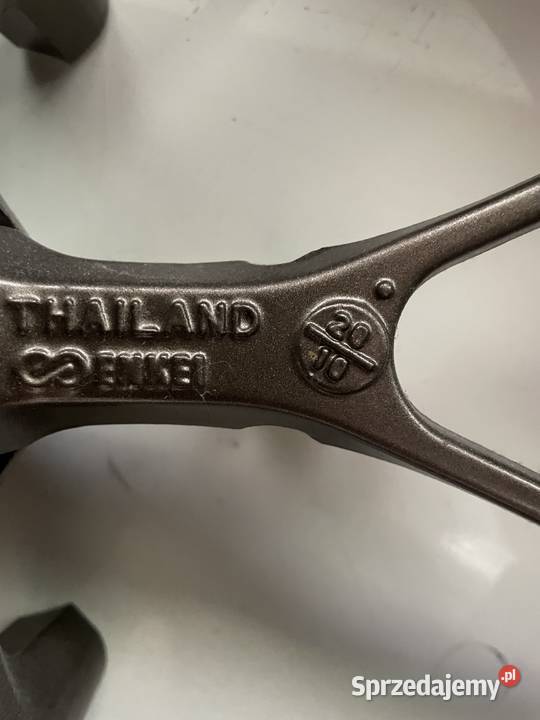 THAILAND
ENKEI
20
10
Sprzedajemy.pl